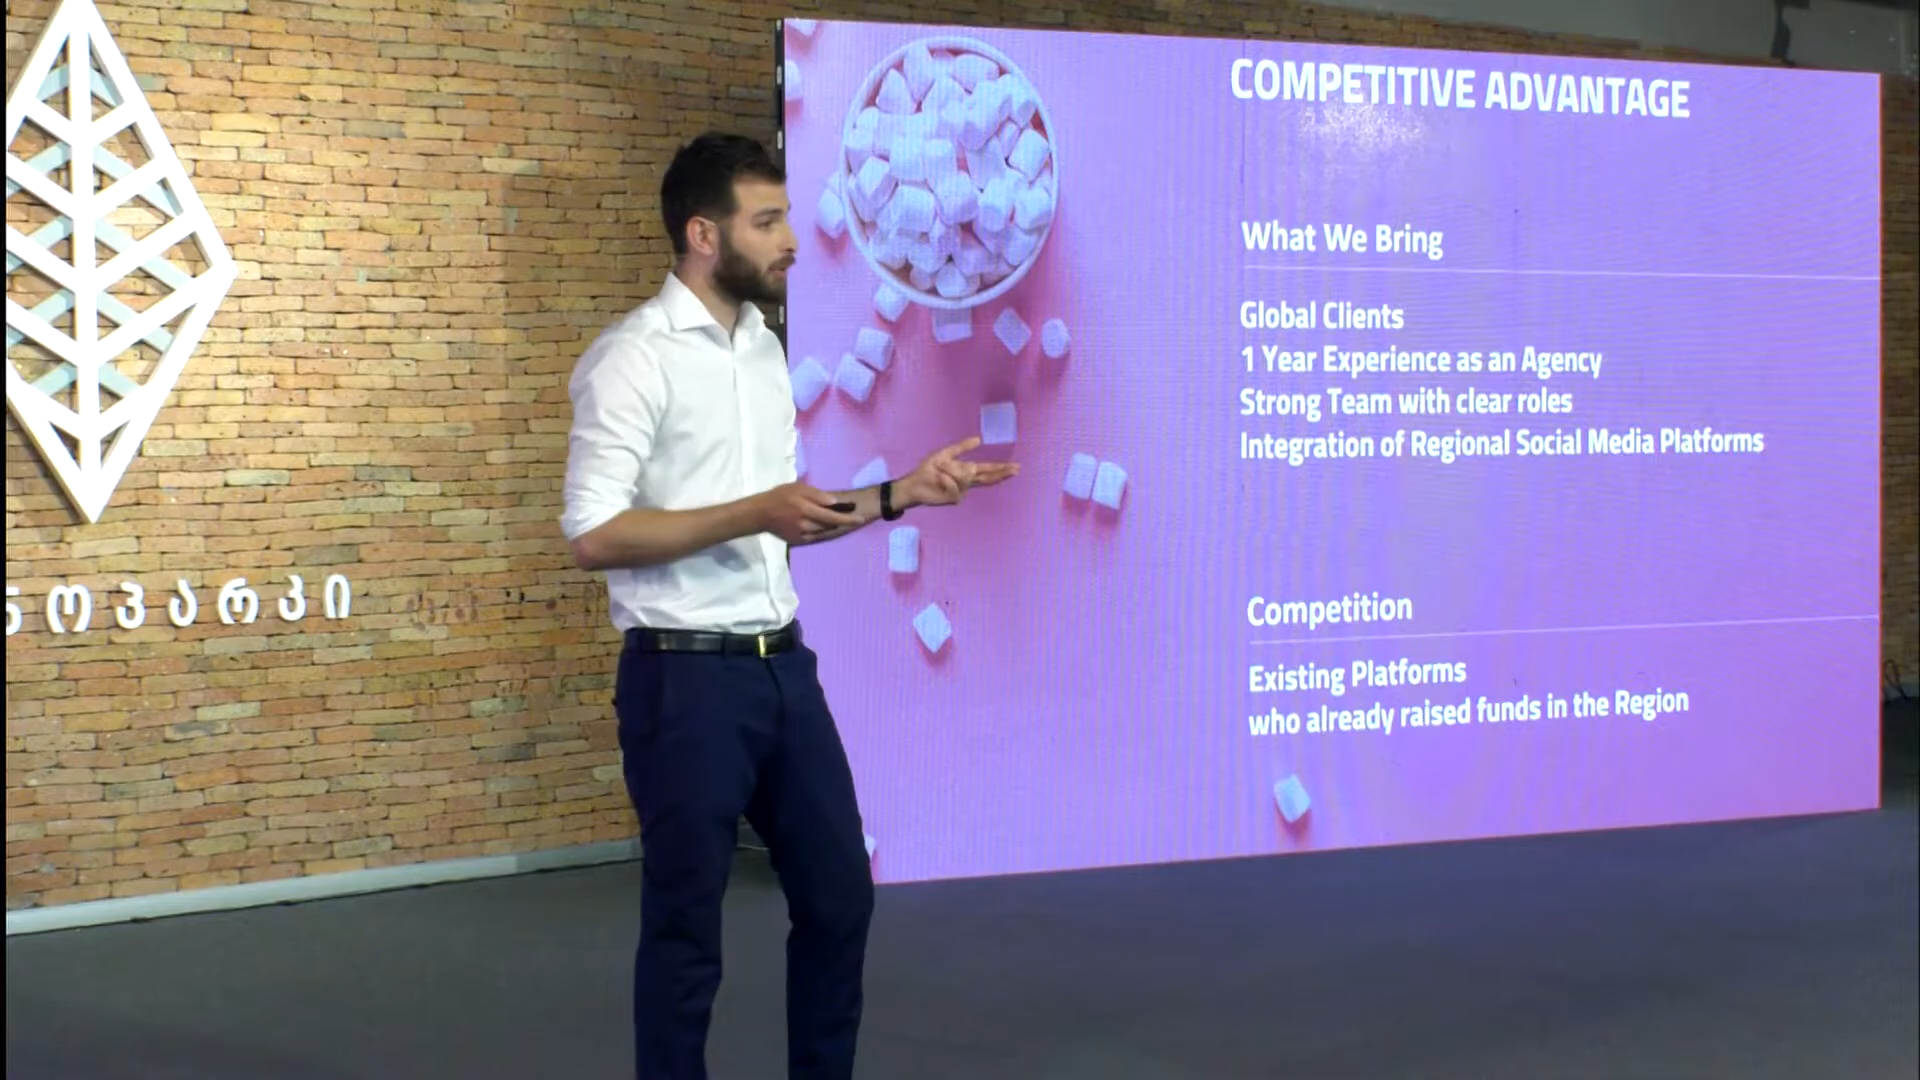 ნოპარკი
COMPETITIVE ADVANTAGE
What We Bring
Global Clients
1 Year Experience as an Agency
Strong Team with clear roles
Integration of Regional Social Media Platforms
Competition
Existing Platforms
who already raised funds in the Region